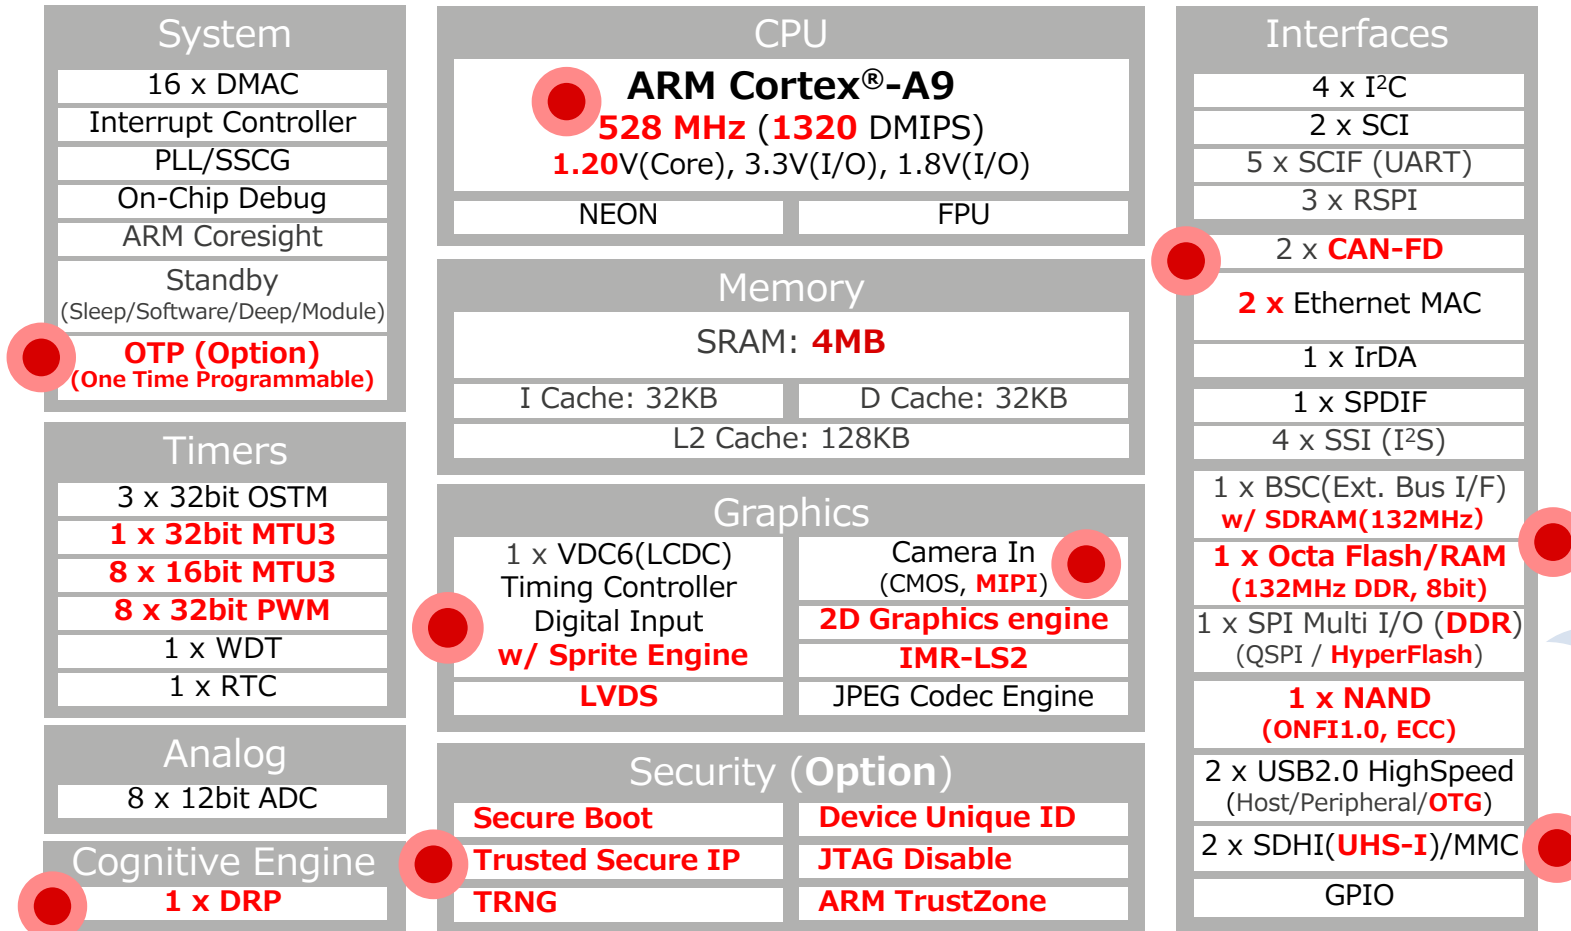 System
16 x DMAC
Interrupt Controller
PLL/SSCG
On-Chip Debug
ARM Coresight
Standby
(Sleep/Software/Deep/Module)
OTP (Option)
(One Time Programmable)
Timers
3 x 32bit OSTM
1 x 32bit MTU3
8 x 16bit MTU3
8 x 32bit PWM
1 x WDT
1 x RTC
Analog
8 x 12bit ADC
Cognitive Engine
1 x DRP
CPU
ARM Cortex®-A9
528 MHz (1320 DMIPS)
1.20V(Core), 3.3V(I/O), 1.8V(I/O)
NEON
FPU
Memory
SRAM: 4MB
I Cache: 32KB
D Cache: 32KB
L2 Cache: 128KB
Graphics
1 x VDC6(LCDC)
Timing Controller
Digital Input
w/ Sprite Engine
LVDS
Camera In
(CMOS, MIPI)
2D Graphics engine
IMR-LS2
JPEG Codec Engine
Security (Option)
Secure Boot
Device Unique ID
Trusted Secure IP
JTAG Disable
TRNG
ARM TrustZone
Interfaces
4 x I²C
2 x SCI
5 x SCIF (UART)
3 x RSPI
2 x CAN-FD
2 x Ethernet MAC
1 x IrDA
1 x SPDIF
4 x SSI (I²S)
1 x BSC(Ext. Bus I/F)
w/ SDRAM(132MHz)
1 x Octa Flash/RAM
(132MHz DDR, 8bit)
1 x SPI Multi I/O (DDR)
(QSPI / HyperFlash)
1 x NAND
(ONFI1.0, ECC)
2 x USB2.0 HighSpeed
(Host/Peripheral/OTG)
2 x SDHI(UHS-I)/MMC
GPIO